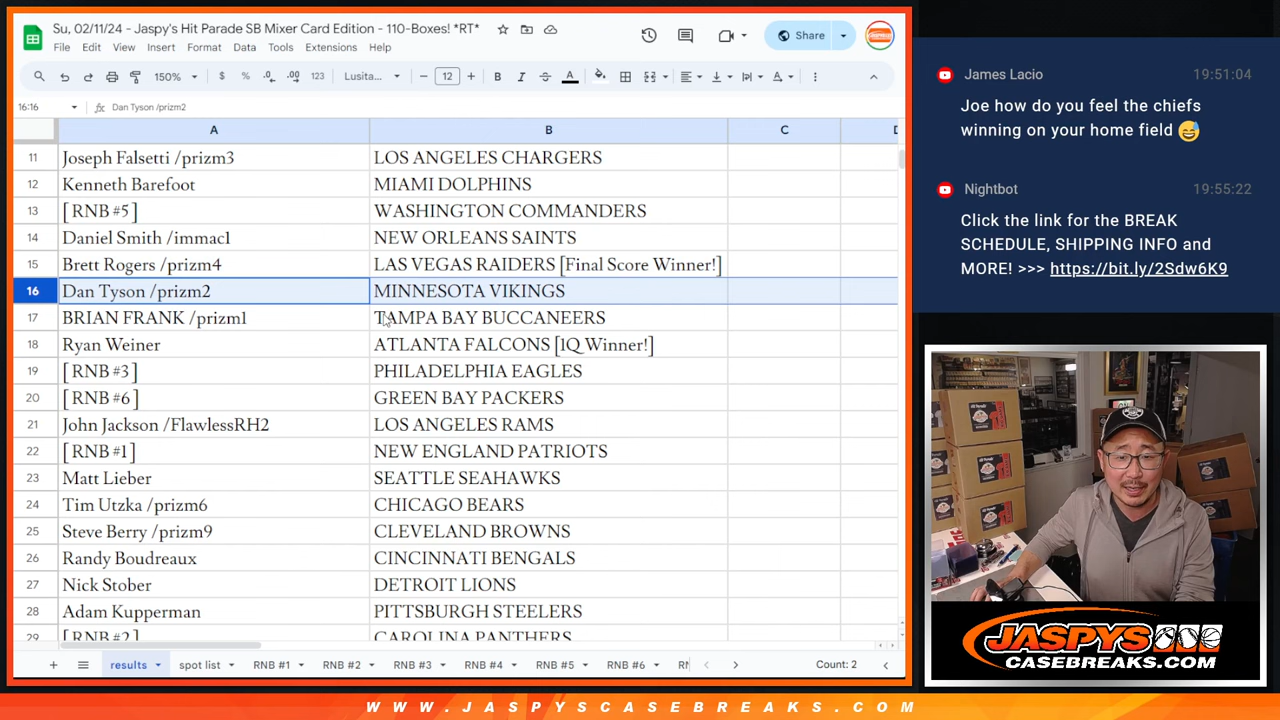 Su, 02/11/24 - Jaspy's Hit Parade SB Mixer Card Edition - 110-Boxes! *RT*
File Edit View Insert Format Data Tools Extensions Help
Share
150% $ % .0 .00 123 Lusita... 12 B I A
16:16 fx Dan Tyson /prizm2
A B C D
11 Joseph Falsetti /prizm3 LOS ANGELES CHARGERS
12 Kenneth Barefoot MIAMI DOLPHINS
13 [ RNB #5 ] WASHINGTON COMMANDERS
14 Daniel Smith /immac1 NEW ORLEANS SAINTS
15 Brett Rogers /prizm4 LAS VEGAS RAIDERS [Final Score Winner!]
16 Dan Tyson /prizm2 MINNESOTA VIKINGS
17 BRIAN FRANK /prizm1 TAMPA BAY BUCCANEERS
18 Ryan Weiner ATLANTA FALCONS [1Q Winner!]
19 [ RNB #3 ] PHILADELPHIA EAGLES
20 [ RNB #6 ] GREEN BAY PACKERS
21 John Jackson /FlawlessRH2 LOS ANGELES RAMS
22 [ RNB #1 ] NEW ENGLAND PATRIOTS
23 Matt Lieber SEATTLE SEAHAWKS
24 Tim Utzka /prizm6 CHICAGO BEARS
25 Steve Berry /prizm9 CLEVELAND BROWNS
26 Randy Boudreaux CINCINNATI BENGALS
27 Nick Stober DETROIT LIONS
28 Adam Kupperman PITTSBURGH STEELERS
29 [ RNB #2 ] CAROLINA PANTHERS
results spot list RNB #1 RNB #2 RNB #3 RNB #4 RNB #5 RNB #6 Count: 2
James Lacio 19:51:04
Joe how do you feel the chiefs
winning on your home field 😅
Nightbot 19:55:22
Click the link for the BREAK
SCHEDULE, SHIPPING INFO and
MORE! >>> https://bit.ly/2Sdw6K9
JASPYS
CASEBREAKS.COM
WWW.JASPYSCASEBREAKS.COM